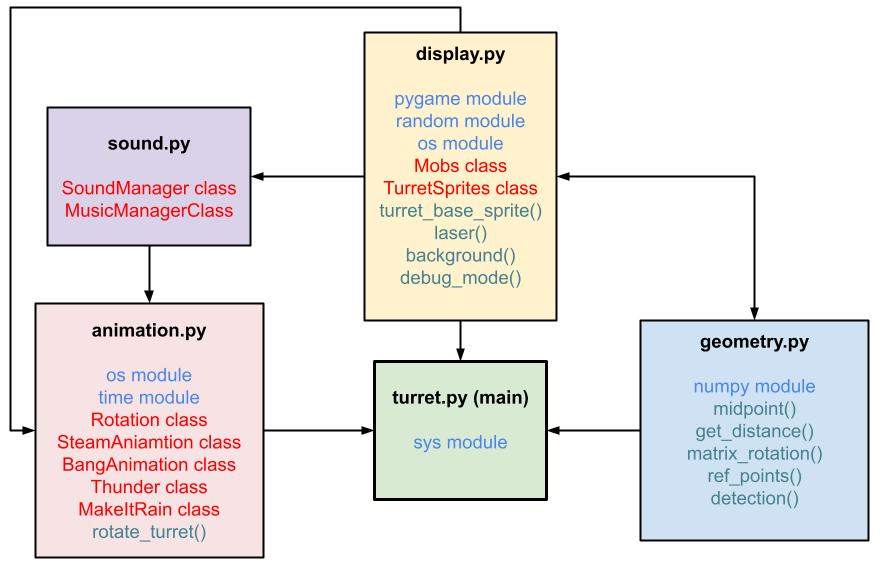 display.py
pygame module
random module
os module
Mobs class
TurretSprites class
turret_base_sprite()
laser()
background()
debug_mode()
sound.py
SoundManager class
MusicManagerClass
animation.py
os module
time module
Rotation class
SteamAniamtion class
BangAnimation class
Thunder class
MakeItRain class
rotate_turret()
turret.py (main)
sys module
geometry.py
numpy module
midpoint()
get_distance()
matrix_rotation()
ref_points()
detection()